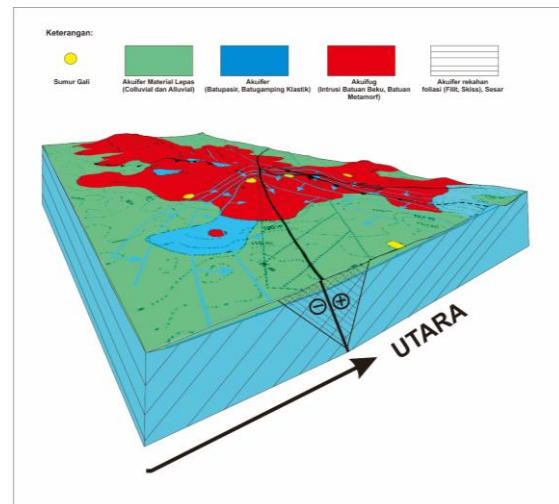 Keterangan:
Sumur Gali
Akuifer Material Lepas
(Colluvial dan Alluvial)
Akuifer
(Batupasir, Batugamping Klastik)
Akuifug
(Intrusi Batuan Beku, Batuan
Metamorf)
Akuifer rekahan
foliasi (Filit, Skiss), Sesar
− +
UTARA